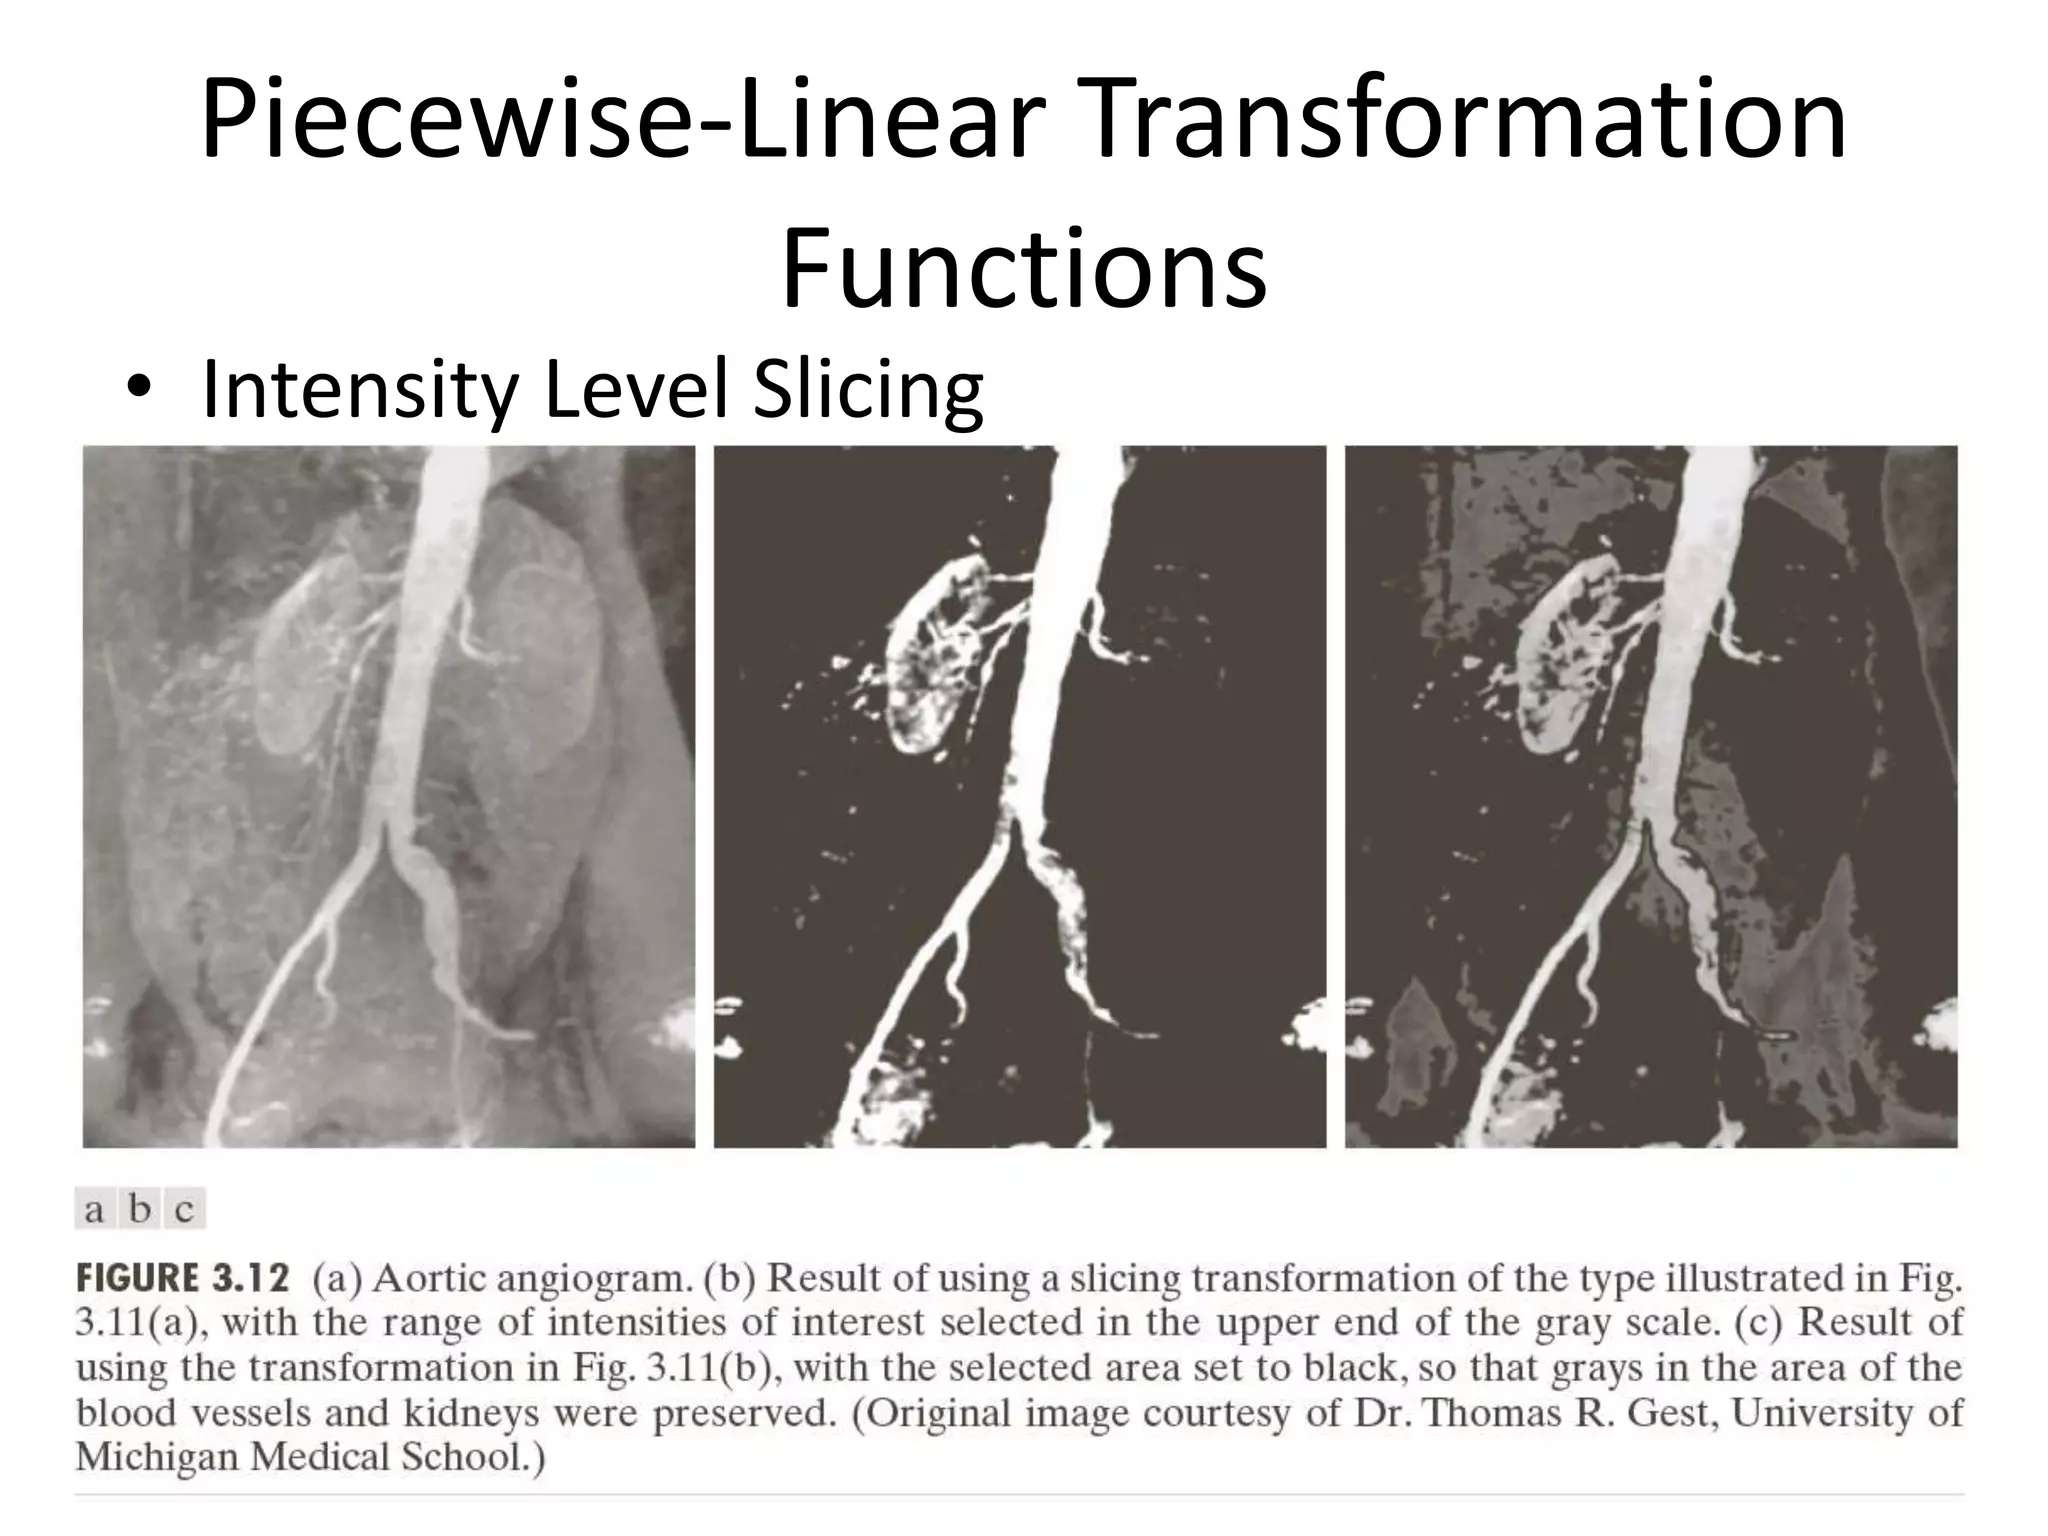 Piecewise-Linear Transformation
Functions
• Intensity Level Slicing
a b c
FIGURE 3.12 (a) Aortic angiogram. (b) Result of using a slicing transformation of the type illustrated in Fig.
3.11(a), with the range of intensities of interest selected in the upper end of the gray scale. (c) Result of
using the transformation in Fig. 3.11(b), with the selected area set to black, so that grays in the area of the
blood vessels and kidneys were preserved. (Original image courtesy of Dr. Thomas R. Gest, University of
Michigan Medical School.)